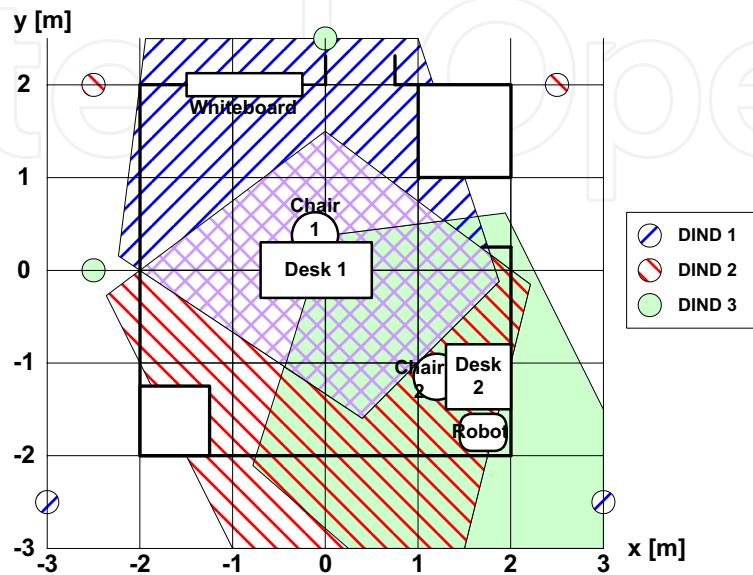 y [m]
2
Whiteboard
1
Chair
1
DIND 1
0
Desk 1
DIND 2
DIND 3
-1
Chair
2
Desk
2
Robot
-2
-3
-3
-2
-1
0
1
2
3
x [m]